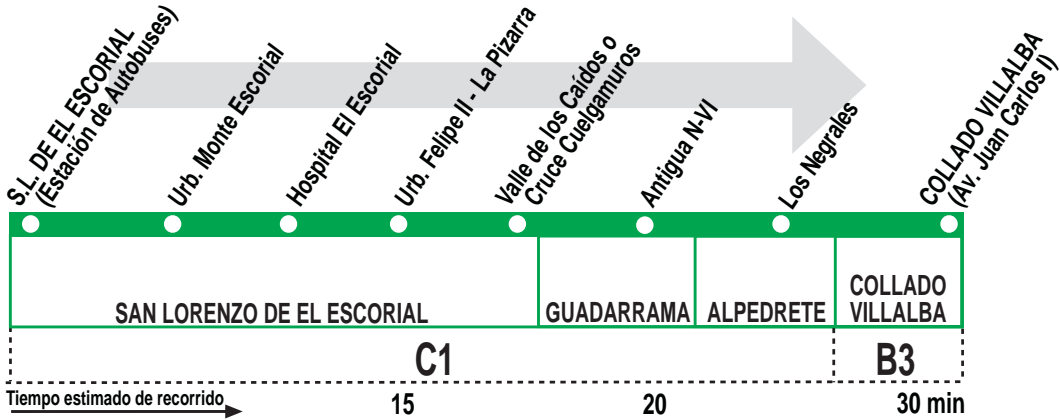 S.L. DE EL ESCORIAL
(Estación de Autobuses)
Urb. Monte Escorial
Hospital El Escorial
Urb. Felipe II - La Pizarra
Valle de los Caídos o
Cruce Cuelgamuros
Antigua N-VI
Los Negrales
COLLADO VILLALBA
(Av. Juan Carlos I)
SAN LORENZO DE EL ESCORIAL
GUADARRAMA
ALPEDRETE
COLLADO
VILLALBA
C1
B3
Tiempo estimado de recorrido
15
20
30 min